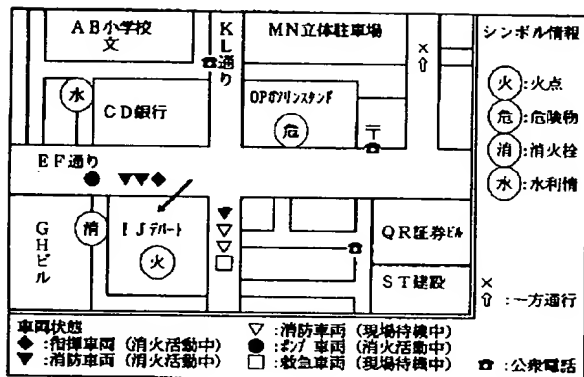 AB小学校
文
KL通り
MN立体駐車場
シンボル情報
水
CD銀行
OPガソリンスタンド
危
〒
火:火点
危:危険物
消:消火栓
水:水利情
EF通り
GHビル
消
IJデパート
火
QR証券ビル
ST建設
×
⇧:一方通行
車両状態
◆:指揮車両(消火活動中)
▼:消防車両(消火活動中)
▽:消防車両(現場待機中)
●:ポンプ車両(消火活動中)
□:救急車両(現場待機中)
☎:公衆電話